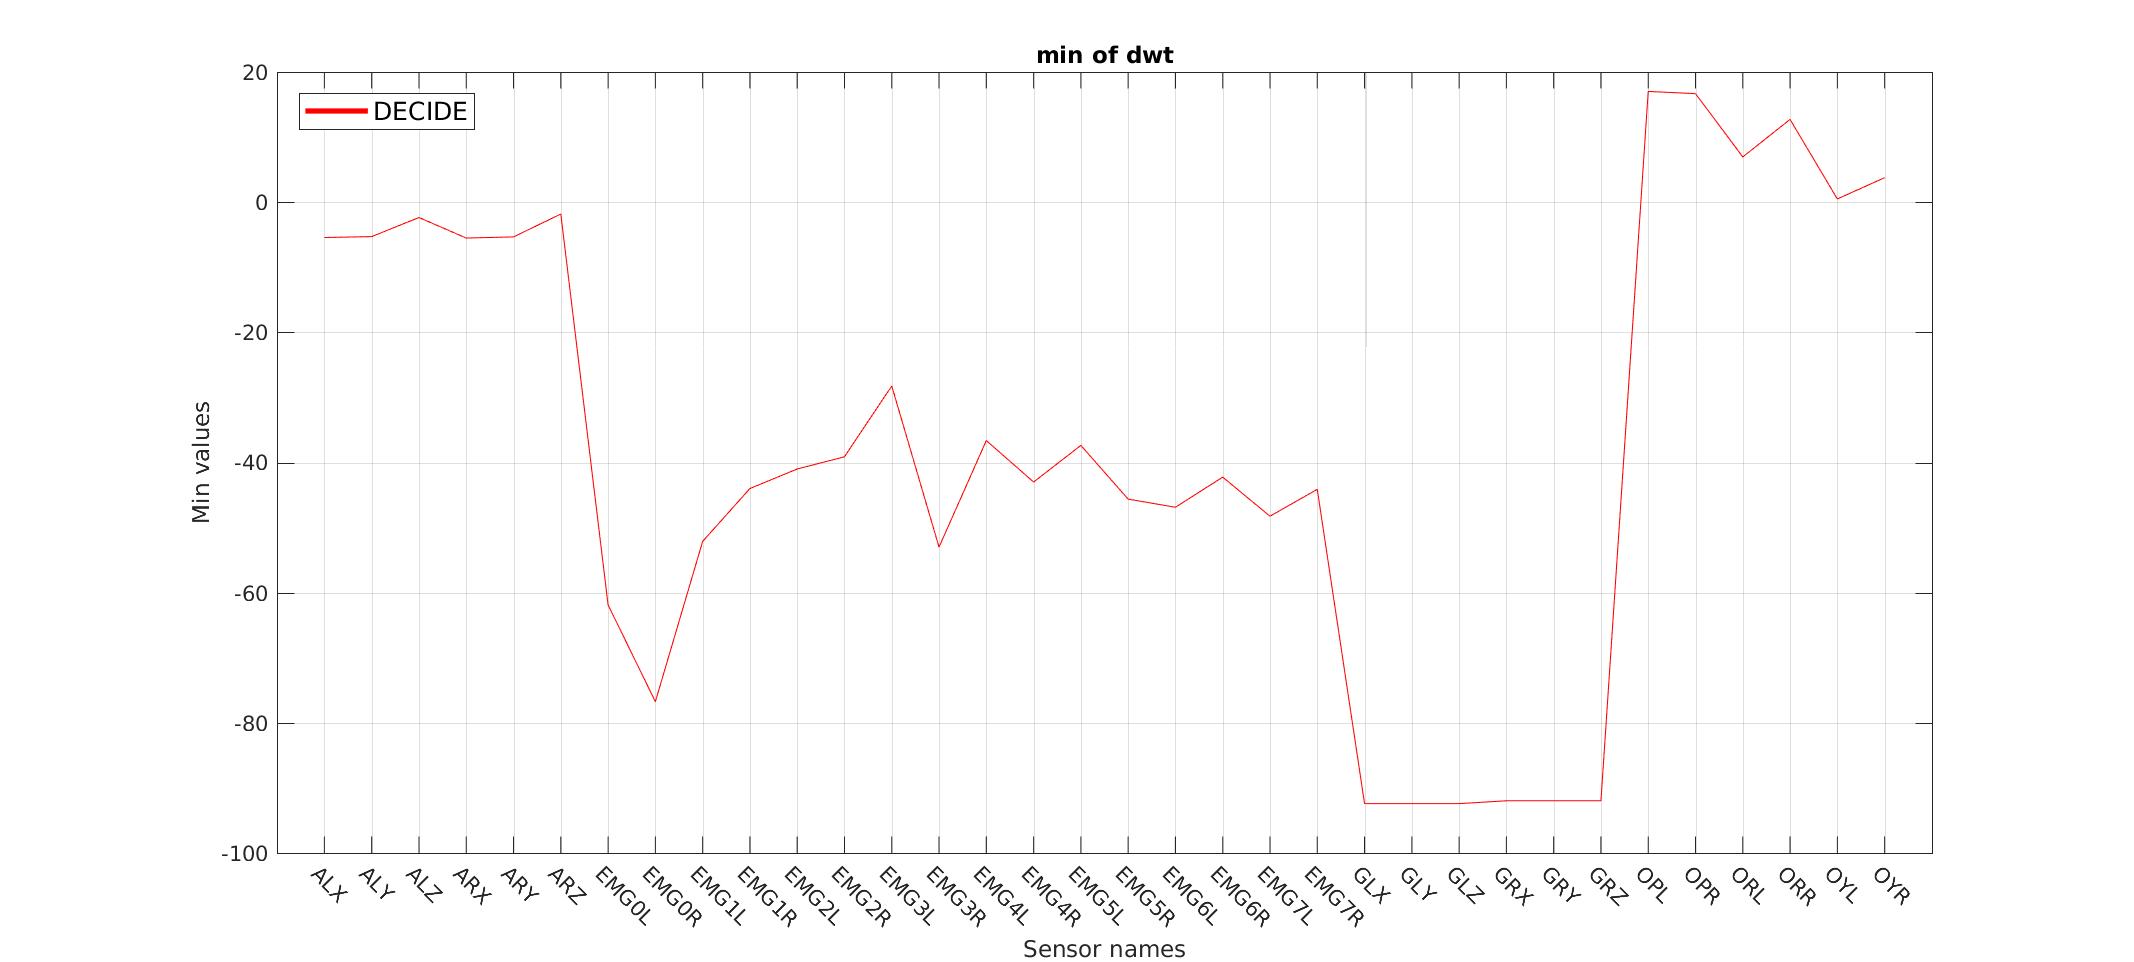 min of dwt
DECIDE
20
0
-20
-40
-60
-80
-100
Min values
ALX
ALY
ALZ
ARX
ARY
ARZ
EMG0L
EMG0R
EMG1L
EMG1R
EMG2L
EMG2R
EMG3L
EMG3R
EMG4L
EMG4R
EMG5L
EMG5R
EMG6L
EMG6R
EMG7L
EMG7R
GLX
GLY
GLZ
GRX
GRY
GRZ
OPL
OPR
ORL
ORR
OYL
OYR
Sensor names